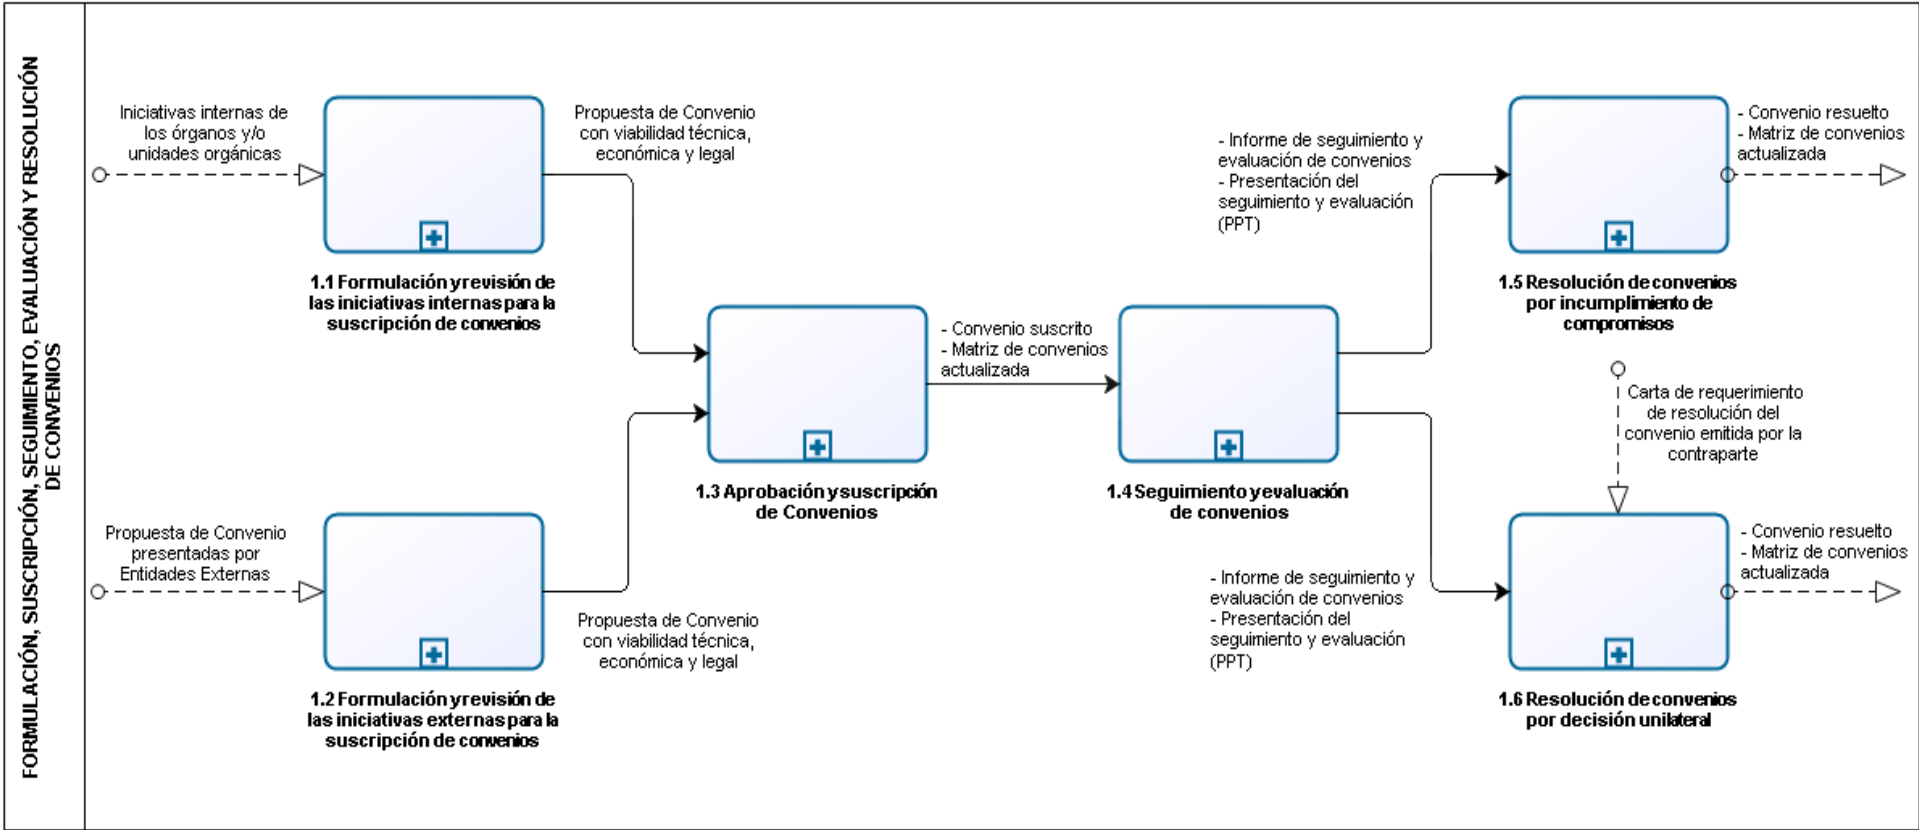 FORMULACIÓN, SUSCRIPCIÓN, SEGUIMIENTO, EVALUACIÓN Y RESOLUCIÓN
DE CONVENIOS
Iniciativas internas de
los órganos y/o
unidades orgánicas
1.1 Formulación y revisión de
las iniciativas internas para la
suscripción de convenios
Propuesta de Convenio
con viabilidad técnica,
económica y legal
Propuesta de Convenio
presentadas por
Entidades Externas
1.2 Formulación y revisión de
las iniciativas externas para la
suscripción de convenios
Propuesta de Convenio
con viabilidad técnica,
económica y legal
1.3 Aprobación y suscripción
de Convenios
- Convenio suscrito
- Matriz de convenios
actualizada
1.4 Seguimiento y evaluación
de convenios
- Informe de seguimiento y
evaluación de convenios
- Presentación del
seguimiento y evaluación
(PPT)
1.5 Resolución de convenios
por incumplimiento de
compromisos
- Convenio resuelto
- Matriz de convenios
actualizada
Carta de requerimiento
de resolución del
convenio emitida por la
contraparte
- Informe de seguimiento y
evaluación de convenios
- Presentación del
seguimiento y evaluación
(PPT)
1.6 Resolución de convenios
por decisión unilateral
- Convenio resuelto
- Matriz de convenios
actualizada